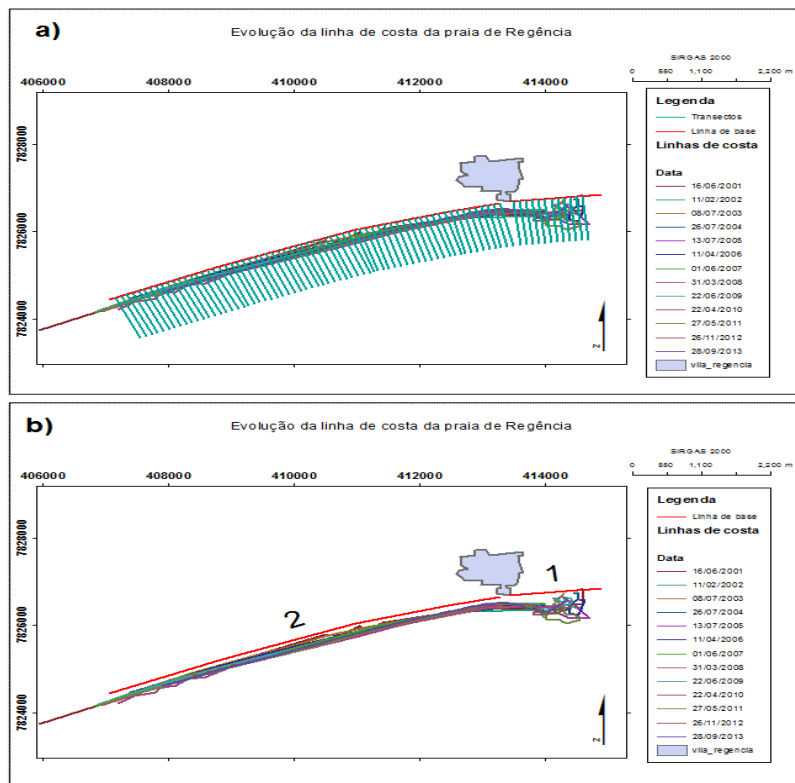 a)
Evolução da linha de costa da praia de Regência
SIRGAS 2000
0 550 1,100 2,200 m
406000 408000 410000 412000 414000
7828000
7826000
7824000
Legenda
Transectos
Linha de base
Linhas de costa
Data
16/06/2001
11/02/2002
08/07/2003
26/07/2004
13/07/2005
11/04/2006
01/06/2007
31/03/2008
22/06/2009
22/04/2010
27/05/2011
26/11/2012
28/09/2013
vila_regencia
Z
b)
Evolução da linha de costa da praia de Regência
SIRGAS 2000
0 550 1,100 2,200 m
406000 408000 410000 412000 414000
7828000
7826000
7824000
1
2
Legenda
Linha de base
Linhas de costa
Data
16/06/2001
11/02/2002
08/07/2003
26/07/2004
13/07/2005
11/04/2006
01/06/2007
31/03/2008
22/06/2009
22/04/2010
27/05/2011
26/11/2012
28/09/2013
vila_regencia
Z